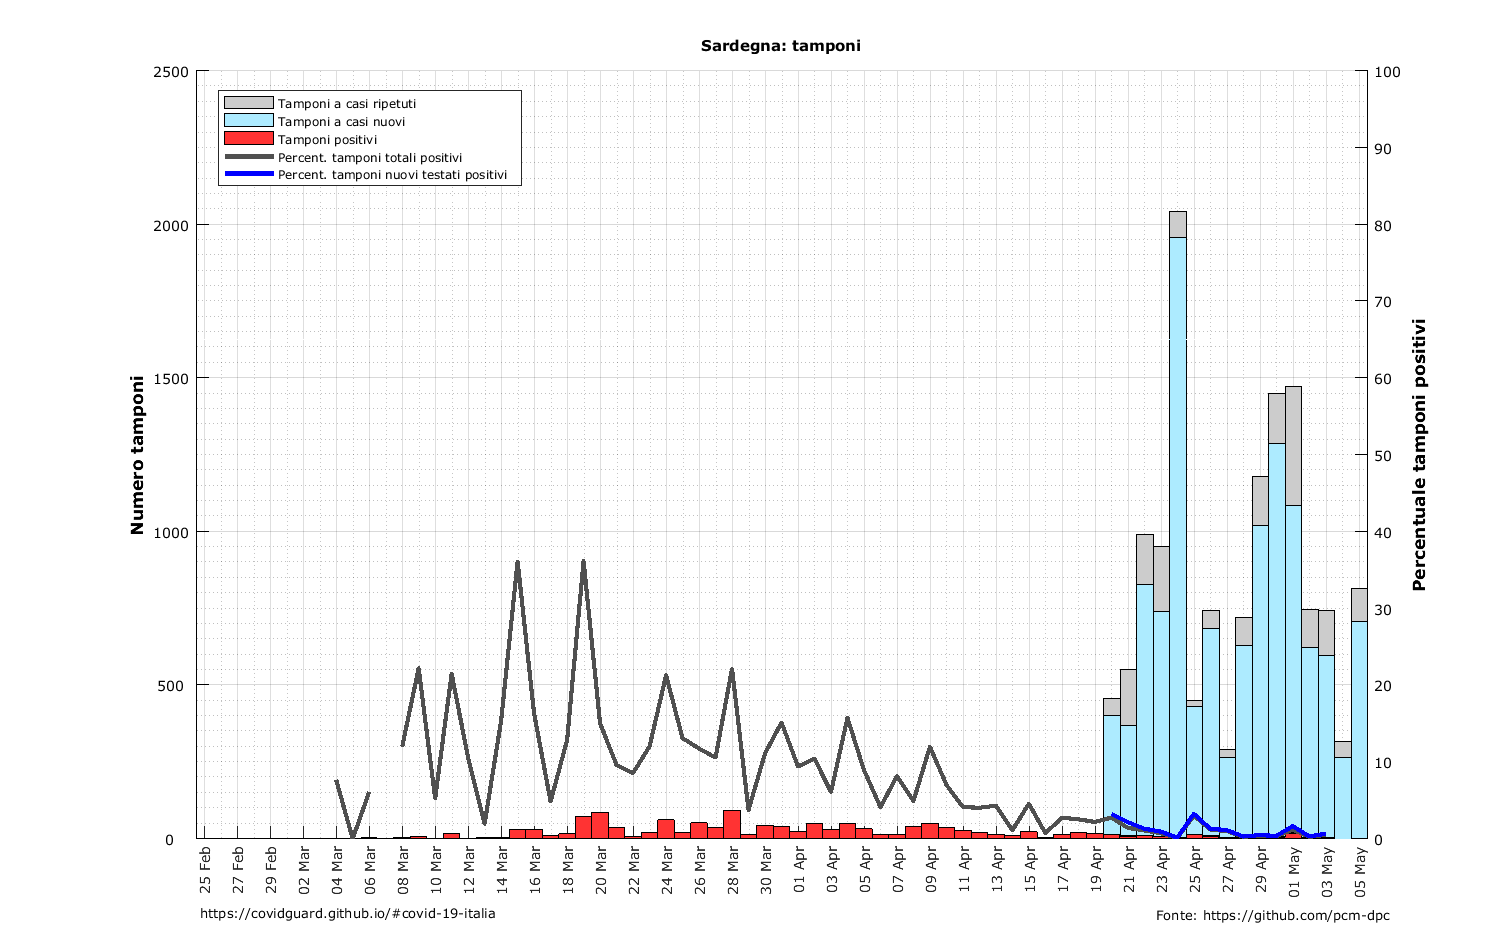 Sardegna: tamponi
Tamponi a casi ripetuti
Tamponi a casi nuovi
Tamponi positivi
Percent. tamponi totali positivi
Percent. tamponi nuovi testati positivi
Numero tamponi
2500
2000
1500
1000
500
0
100
90
80
70
60
50
40
30
20
10
0
Percentuale tamponi positivi
25 Feb
27 Feb
29 Feb
02 Mar
04 Mar
06 Mar
08 Mar
10 Mar
12 Mar
14 Mar
16 Mar
18 Mar
20 Mar
22 Mar
24 Mar
26 Mar
28 Mar
30 Mar
01 Apr
03 Apr
05 Apr
07 Apr
09 Apr
11 Apr
13 Apr
15 Apr
17 Apr
19 Apr
21 Apr
23 Apr
25 Apr
27 Apr
29 Apr
01 May
03 May
05 May
https://covidguard.github.io/#covid-19-italia
Fonte: https://github.com/pcm-dpc